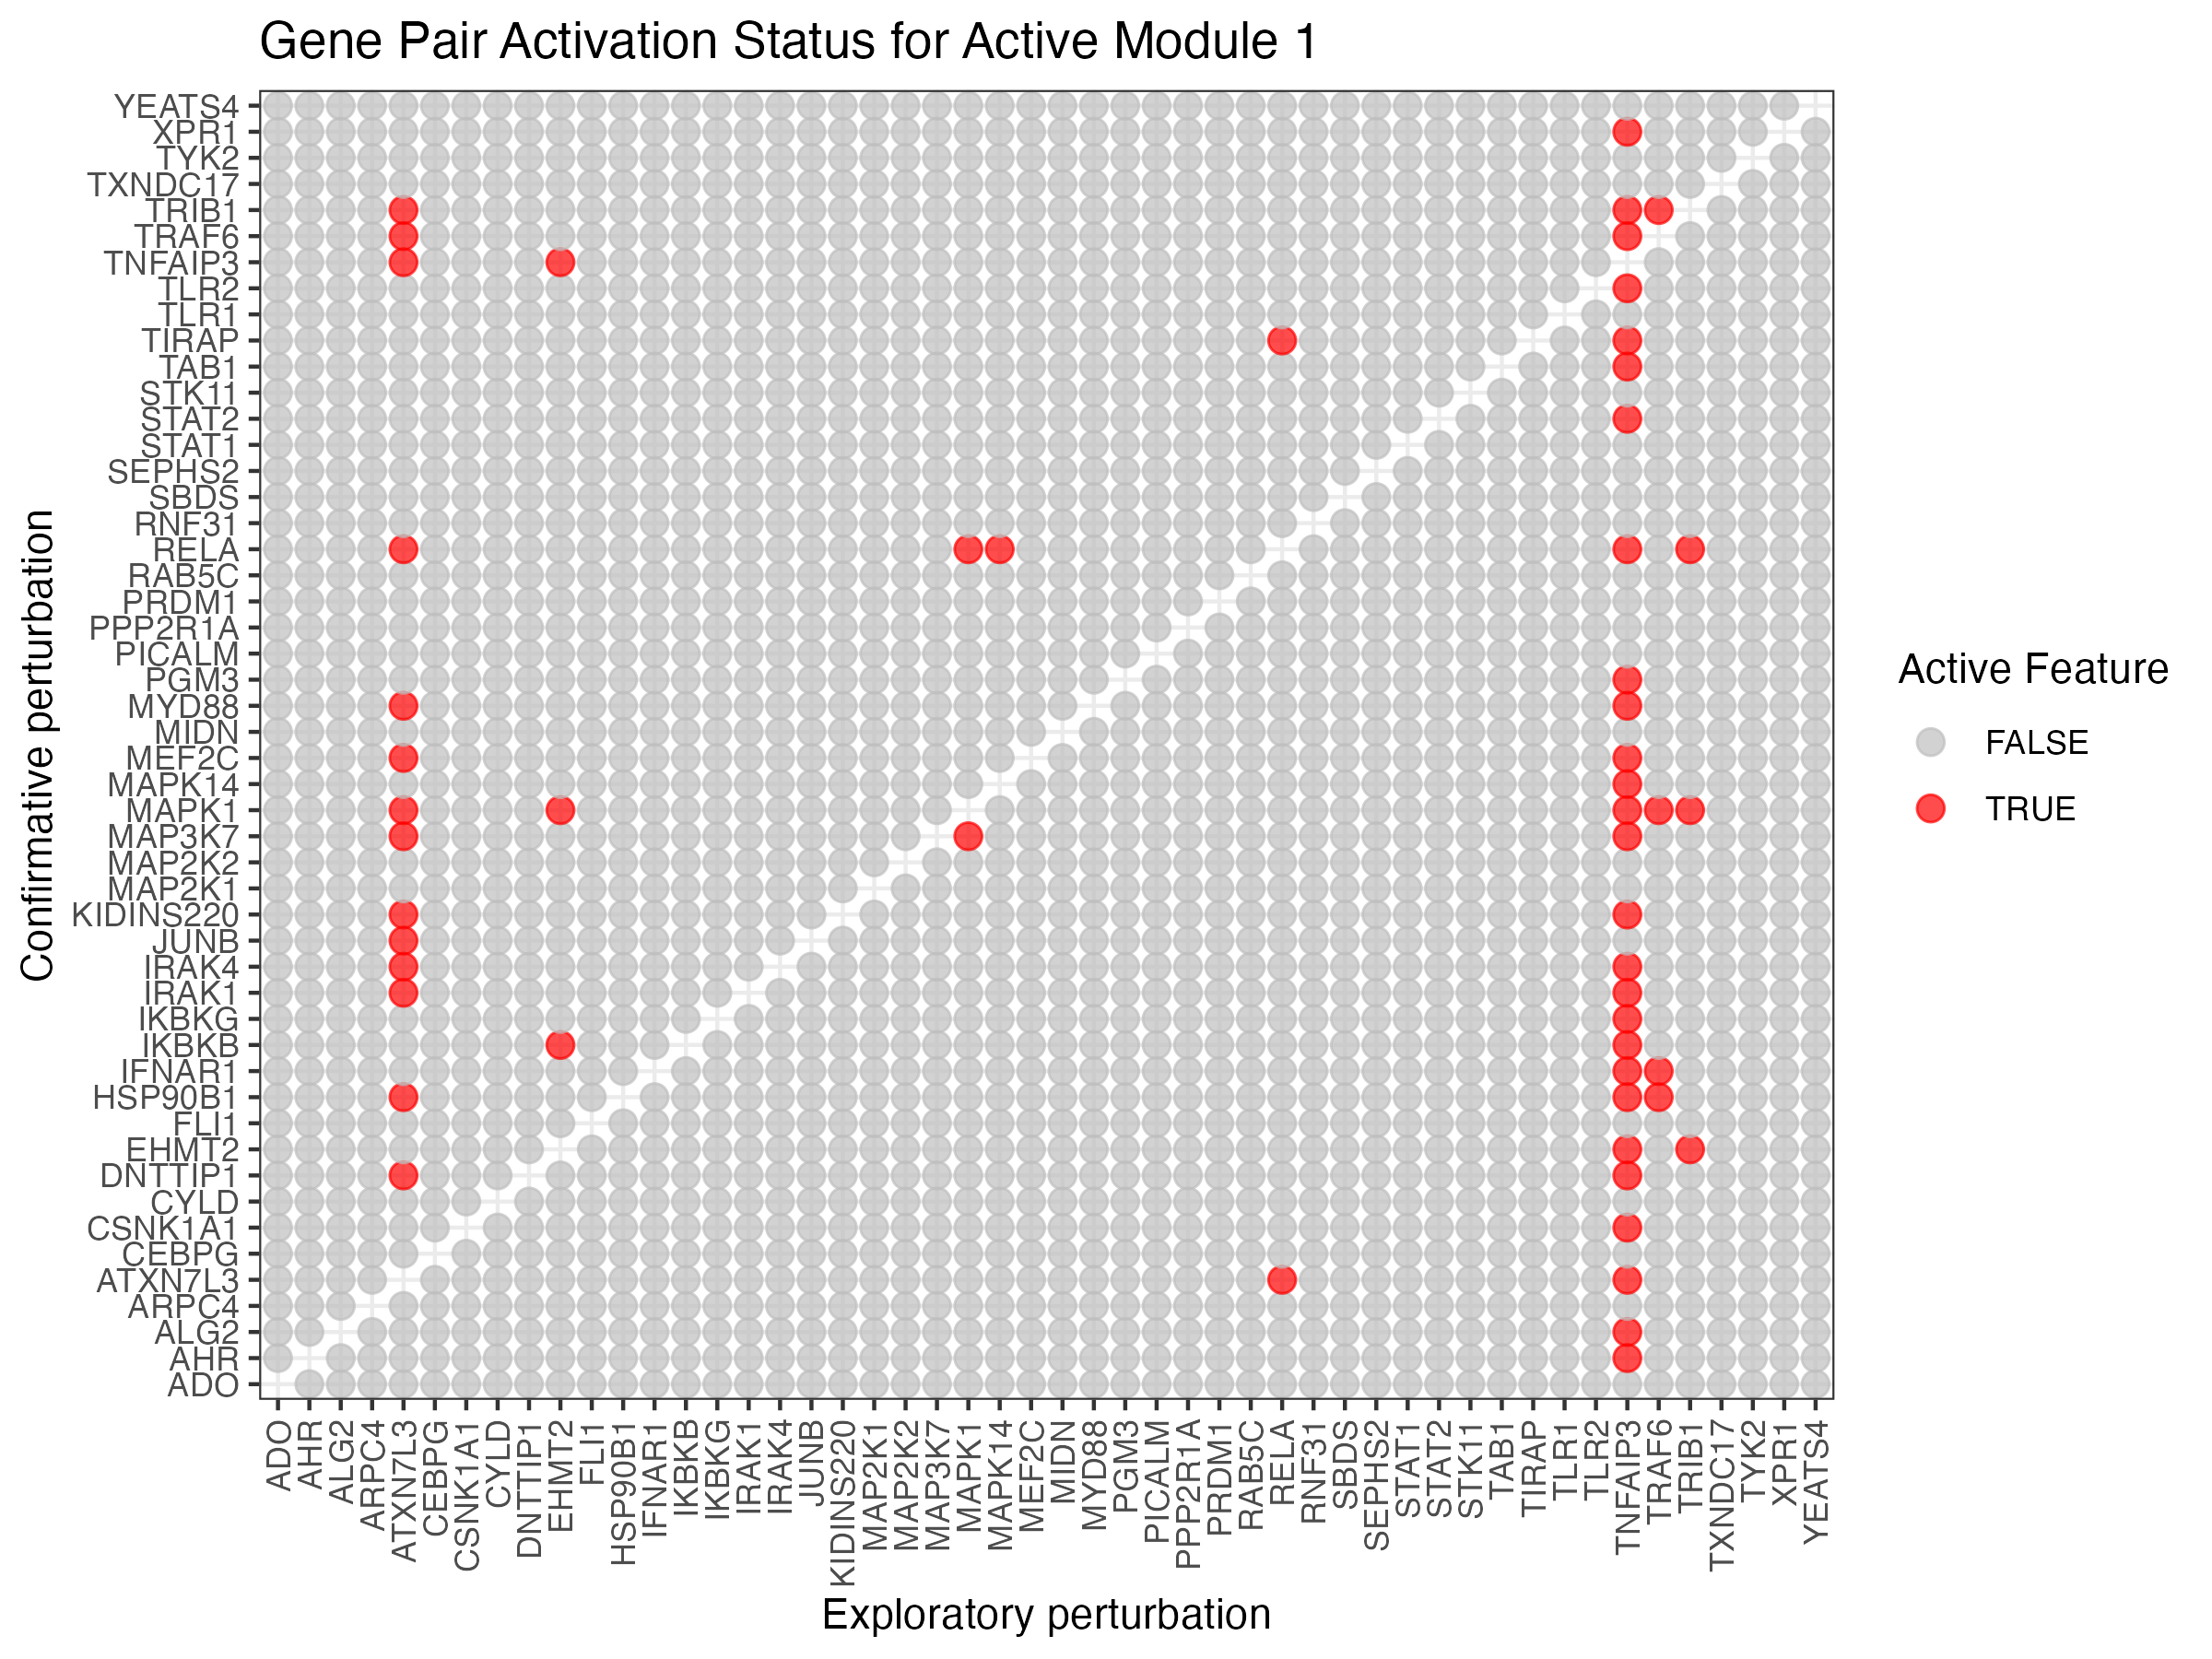 Gene Pair Activation Status for Active Module 1
Confirmative perturbation
YEATS4
XPR1
TYK2
TXNDC17
TRIB1
TRAF6
TNFAIP3
TLR2
TLR1
TIRAP
TAB1
STK11
STAT2
STAT1
SEPHS2
SBDS
RNF31
RELA
RAB5C
PRDM1
PPP2R1A
PICALM
PGM3
MYD88
MIDN
MEF2C
MAPK14
MAPK1
MAP3K7
MAP2K2
MAP2K1
KIDINS220
JUNB
IRAK4
IRAK1
IKBKG
IKBKB
IFNAR1
HSP90B1
FLI1
EHMT2
DNTTIP1
CYLD
CSNK1A1
CEBPG
ATXN7L3
ARPC4
ALG2
AHR
ADO
ADO
AHR
ALG2
ARPC4
ATXN7L3
CEBPG
CSNK1A1
CYLD
DNTTIP1
EHMT2
FLI1
HSP90B1
IFNAR1
IKBKB
IKBKG
IRAK1
IRAK4
JUNB
KIDINS220
MAP2K1
MAP2K2
MAP3K7
MAPK1
MAPK14
MEF2C
MIDN
MYD88
PGM3
PICALM
PPP2R1A
PRDM1
RAB5C
RELA
RNF31
SBDS
SEPHS2
STAT1
STAT2
STK11
TAB1
TIRAP
TLR1
TLR2
TNFAIP3
TRAF6
TRIB1
TXNDC17
TYK2
XPR1
YEATS4
Exploratory perturbation
Active Feature
FALSE
TRUE